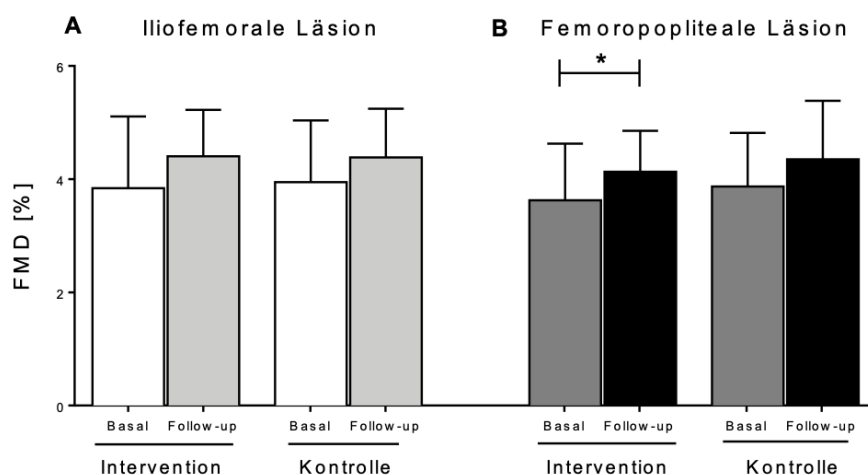 A Iliofemorale Läsion
B Femoropopliteale Läsion
*
FMD [%]
6
4
2
0
Basal Follow-up Basal Follow-up
Intervention Kontrolle
Basal Follow-up Basal Follow-up
Intervention Kontrolle